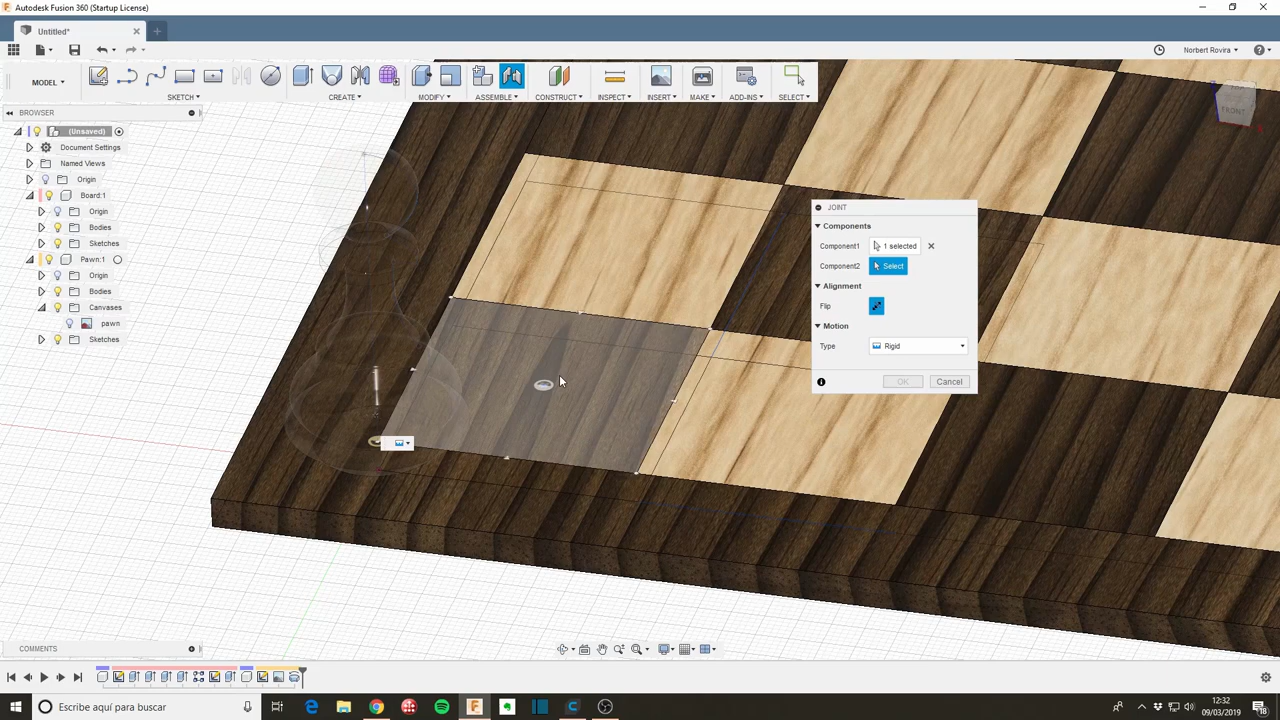 Autodesk Fusion 360 (Startup License)
Untitled*
Norbert Rovira
MODEL
SKETCH
CREATE
MODIFY
ASSEMBLE
CONSTRUCT
INSPECT
INSERT
MAKE
ADD-INS
SELECT
BROWSER
(Unsaved)
Document Settings
Named Views
Origin
Board:1
Origin
Bodies
Sketches
Pawn:1
Origin
Bodies
Canvases
pawn
Sketches
TOP
FRONT
JOINT
Components
Component1
1 selected
Component2
Select
Alignment
Flip
Motion
Type
Rigid
OK
Cancel
COMMENTS
Escribe aquí para buscar
12:32
09/03/2019
18